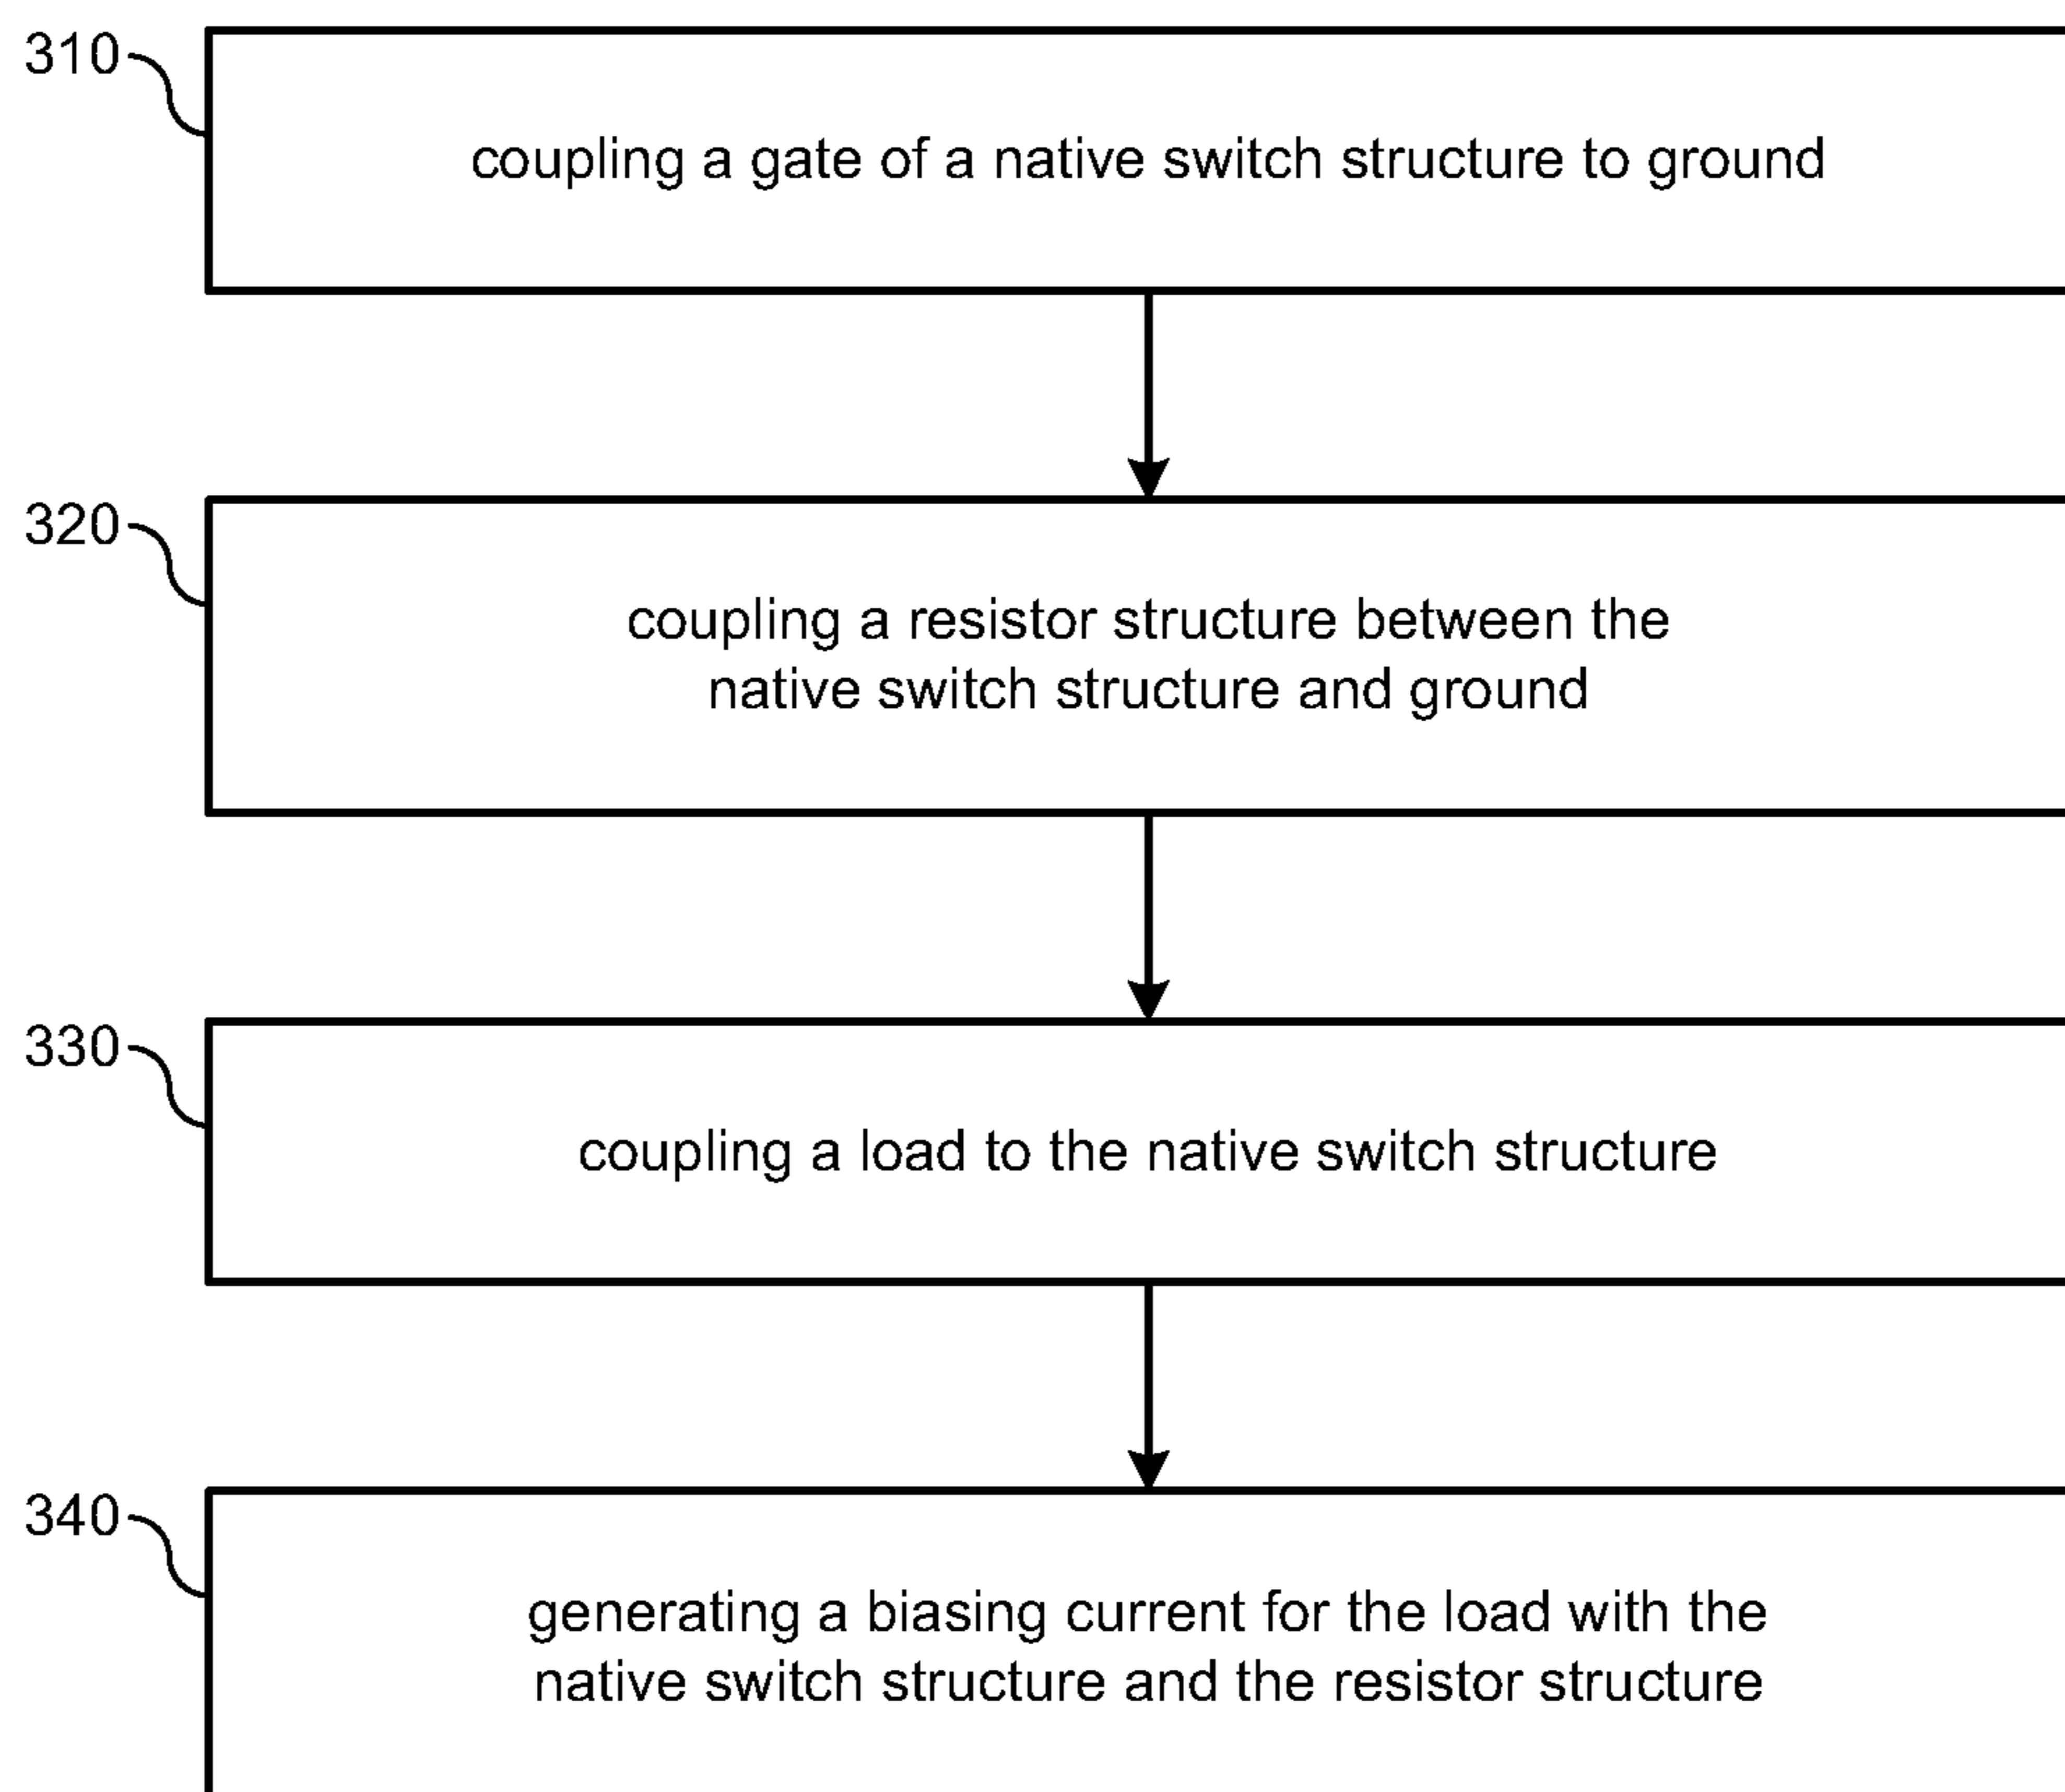 310
coupling a gate of a native switch structure to ground
320
coupling a resistor structure between the
native switch structure and ground
330
coupling a load to the native switch structure
340
generating a biasing current for the load with the
native switch structure and the resistor structure